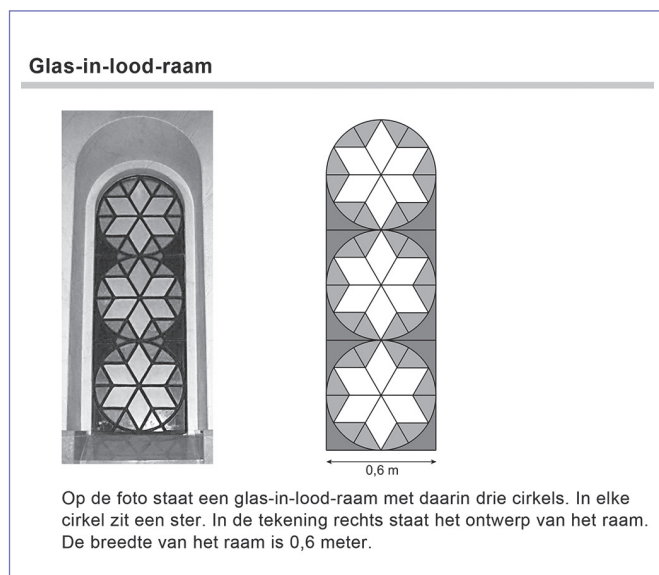 Glas-in-lood-raam
0,6 m
Op de foto staat een glas-in-lood-raam met daarin drie cirkels. In elke
cirkel zit een ster. In de tekening rechts staat het ontwerp van het raam.
De breedte van het raam is 0,6 meter.